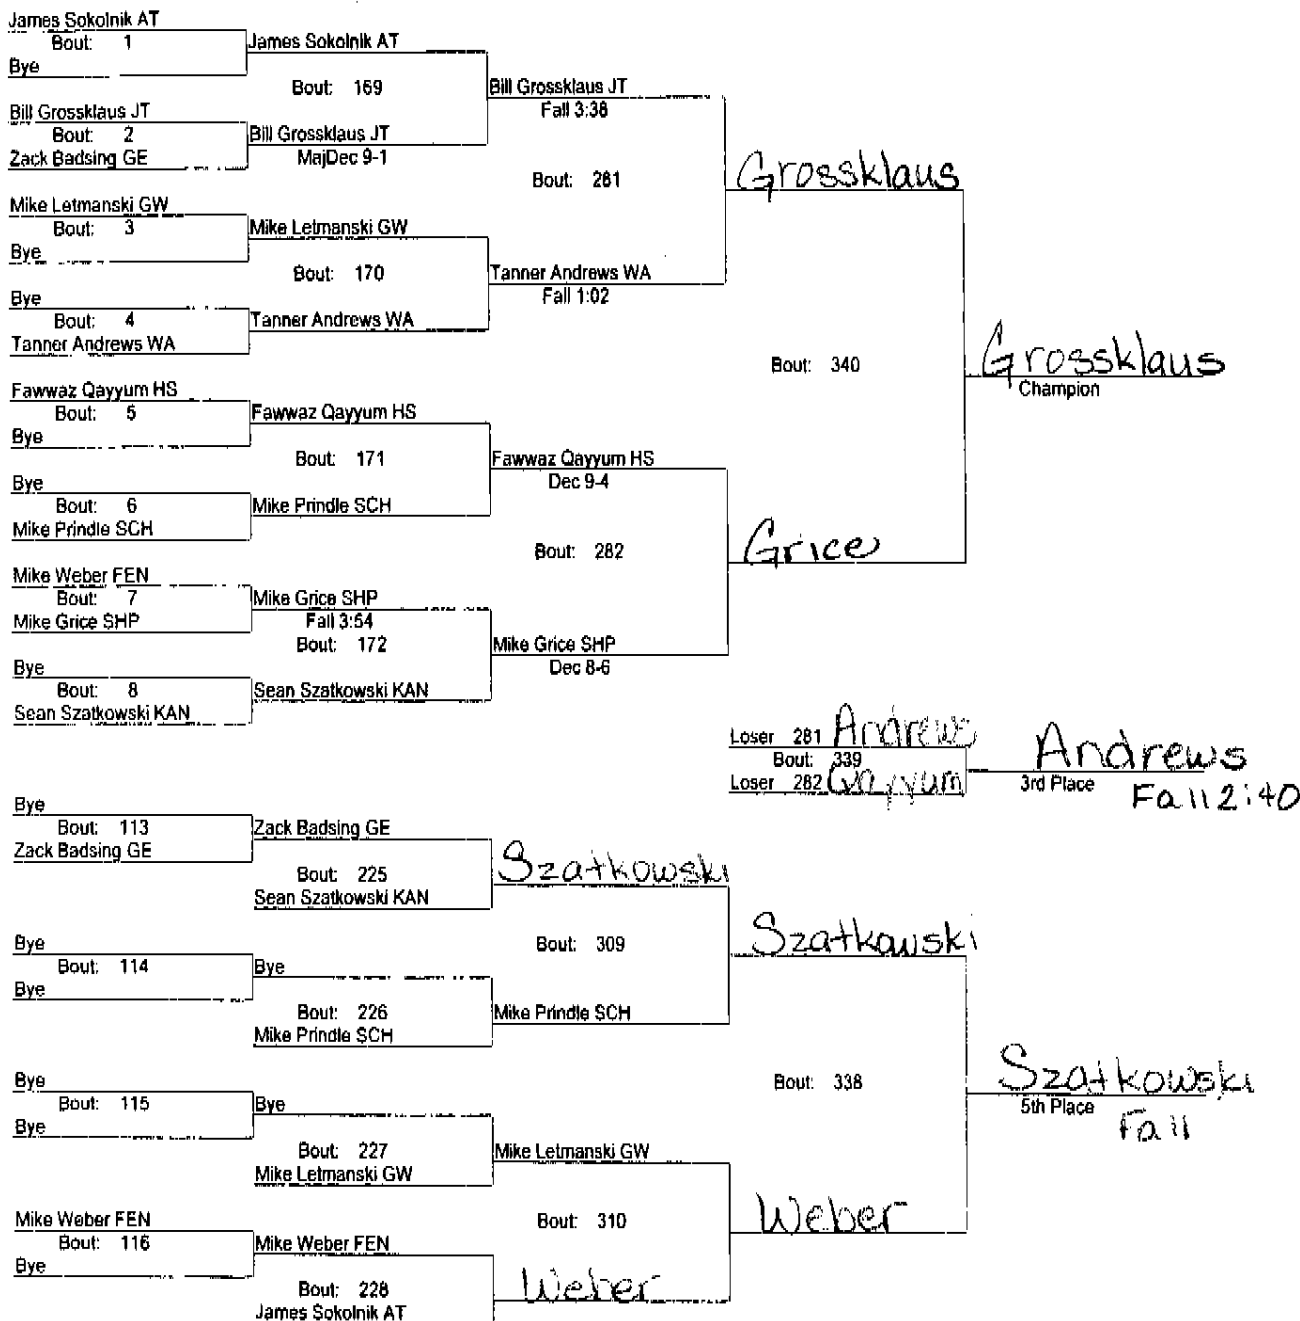 James Sokolnik AT
Bout: 1
Bye
James Sokolnik AT
Bout: 169
Bill Grossklaus JT
Bout: 2
Zack Badsing GE
Bill Grossklaus JT
MajDec 9-1
Bill Grossklaus JT
Fall 3:38
Bout: 281
Mike Letmanski GW
Bout: 3
Bye
Mike Letmanski GW
Bout: 170
Bye
Bout: 4
Tanner Andrews WA
Tanner Andrews WA
Tanner Andrews WA
Fall 1:02
Grossklaus
Bout: 340
Grossklaus
Champion
Fawwaz Qayyum HS
Bout: 5
Bye
Fawwaz Qayyum HS
Bout: 171
Bye
Bout: 6
Mike Prindle SCH
Mike Prindle SCH
Fawwaz Qayyum HS
Dec 9-4
Bout: 282
Grice
Mike Weber FEN
Bout: 7
Mike Grice SHP
Mike Grice SHP
Fall 3:54
Bout: 172
Bye
Bout: 8
Sean Szatkowski KAN
Sean Szatkowski KAN
Mike Grice SHP
Dec 8-6
Loser 281 Andrews
Bout: 339
Loser 282 Qayyum
Andrews
3rd Place
Fall 2:40
Bye
Bout: 113
Zack Badsing GE
Zack Badsing GE
Bout: 225
Sean Szatkowski KAN
Szatkowski
Bout: 309
Bye
Bout: 114
Bye
Bye
Bout: 226
Mike Prindle SCH
Mike Prindle SCH
Szatkowski
Bout: 338
Szatkowski
5th Place
Fall
Bye
Bout: 115
Bye
Bye
Bout: 227
Mike Letmanski GW
Mike Letmanski GW
Bout: 310
Weber
Mike Weber FEN
Bout: 116
Bye
Mike Weber FEN
Bout: 228
James Sokolnik AT
Weber